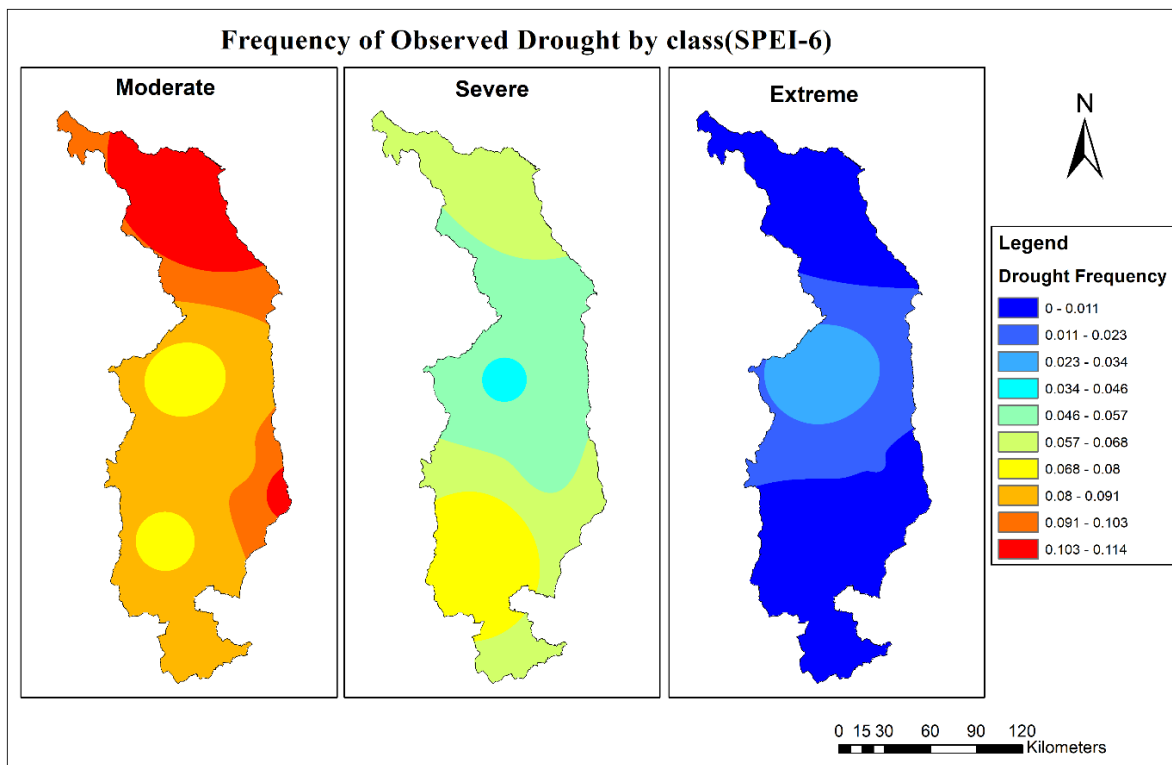 Frequency of Observed Drought by class(SPEI-6)
Moderate
Severe
Extreme
N
Legend
Drought Frequency
0 - 0.011
0.011 - 0.023
0.023 - 0.034
0.034 - 0.046
0.046 - 0.057
0.057 - 0.068
0.068 - 0.08
0.08 - 0.091
0.091 - 0.103
0.103 - 0.114
0 15 30 60 90 120
Kilometers